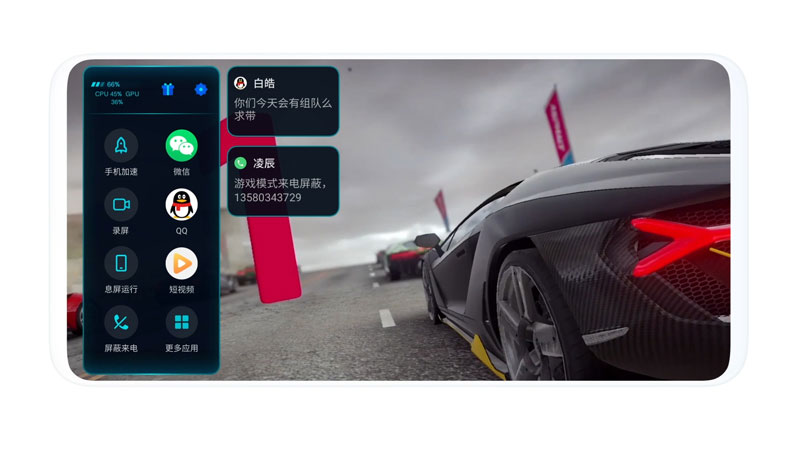 66%
CPU 45% GPU
36%
手机加速
微信
录屏
QQ
息屏运行
短视频
屏蔽来电
更多应用
白皓
你们今天会有组队么
求带
凌辰
游戏模式来电屏蔽，
13580343729